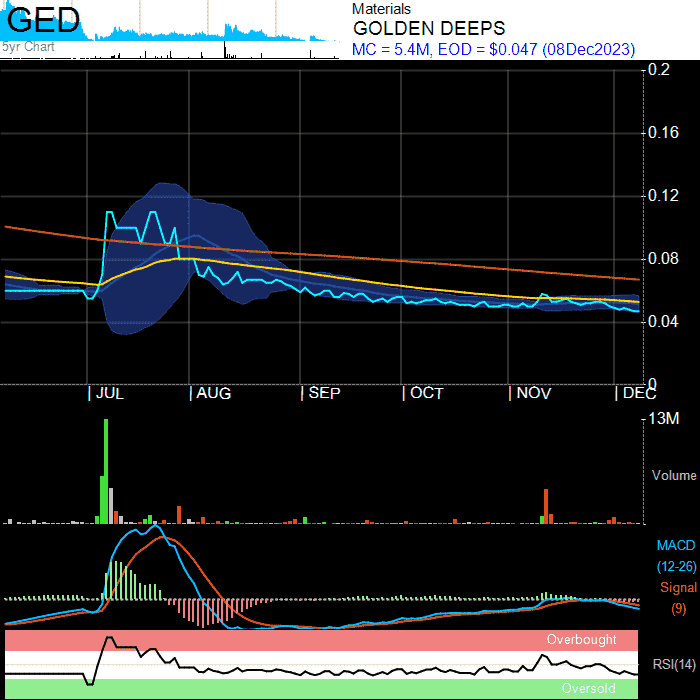 GED
5yr Chart
Materials
GOLDEN DEEPS
MC = 5.4M, EOD = $0.047 (08Dec2023)
0.2
0.16
0.12
0.08
0.04
0
JUL AUG SEP OCT NOV DEC
13M
Volume
MACD
(12-26)
Signal
(9)
Overbought
RSI(14)
Oversold